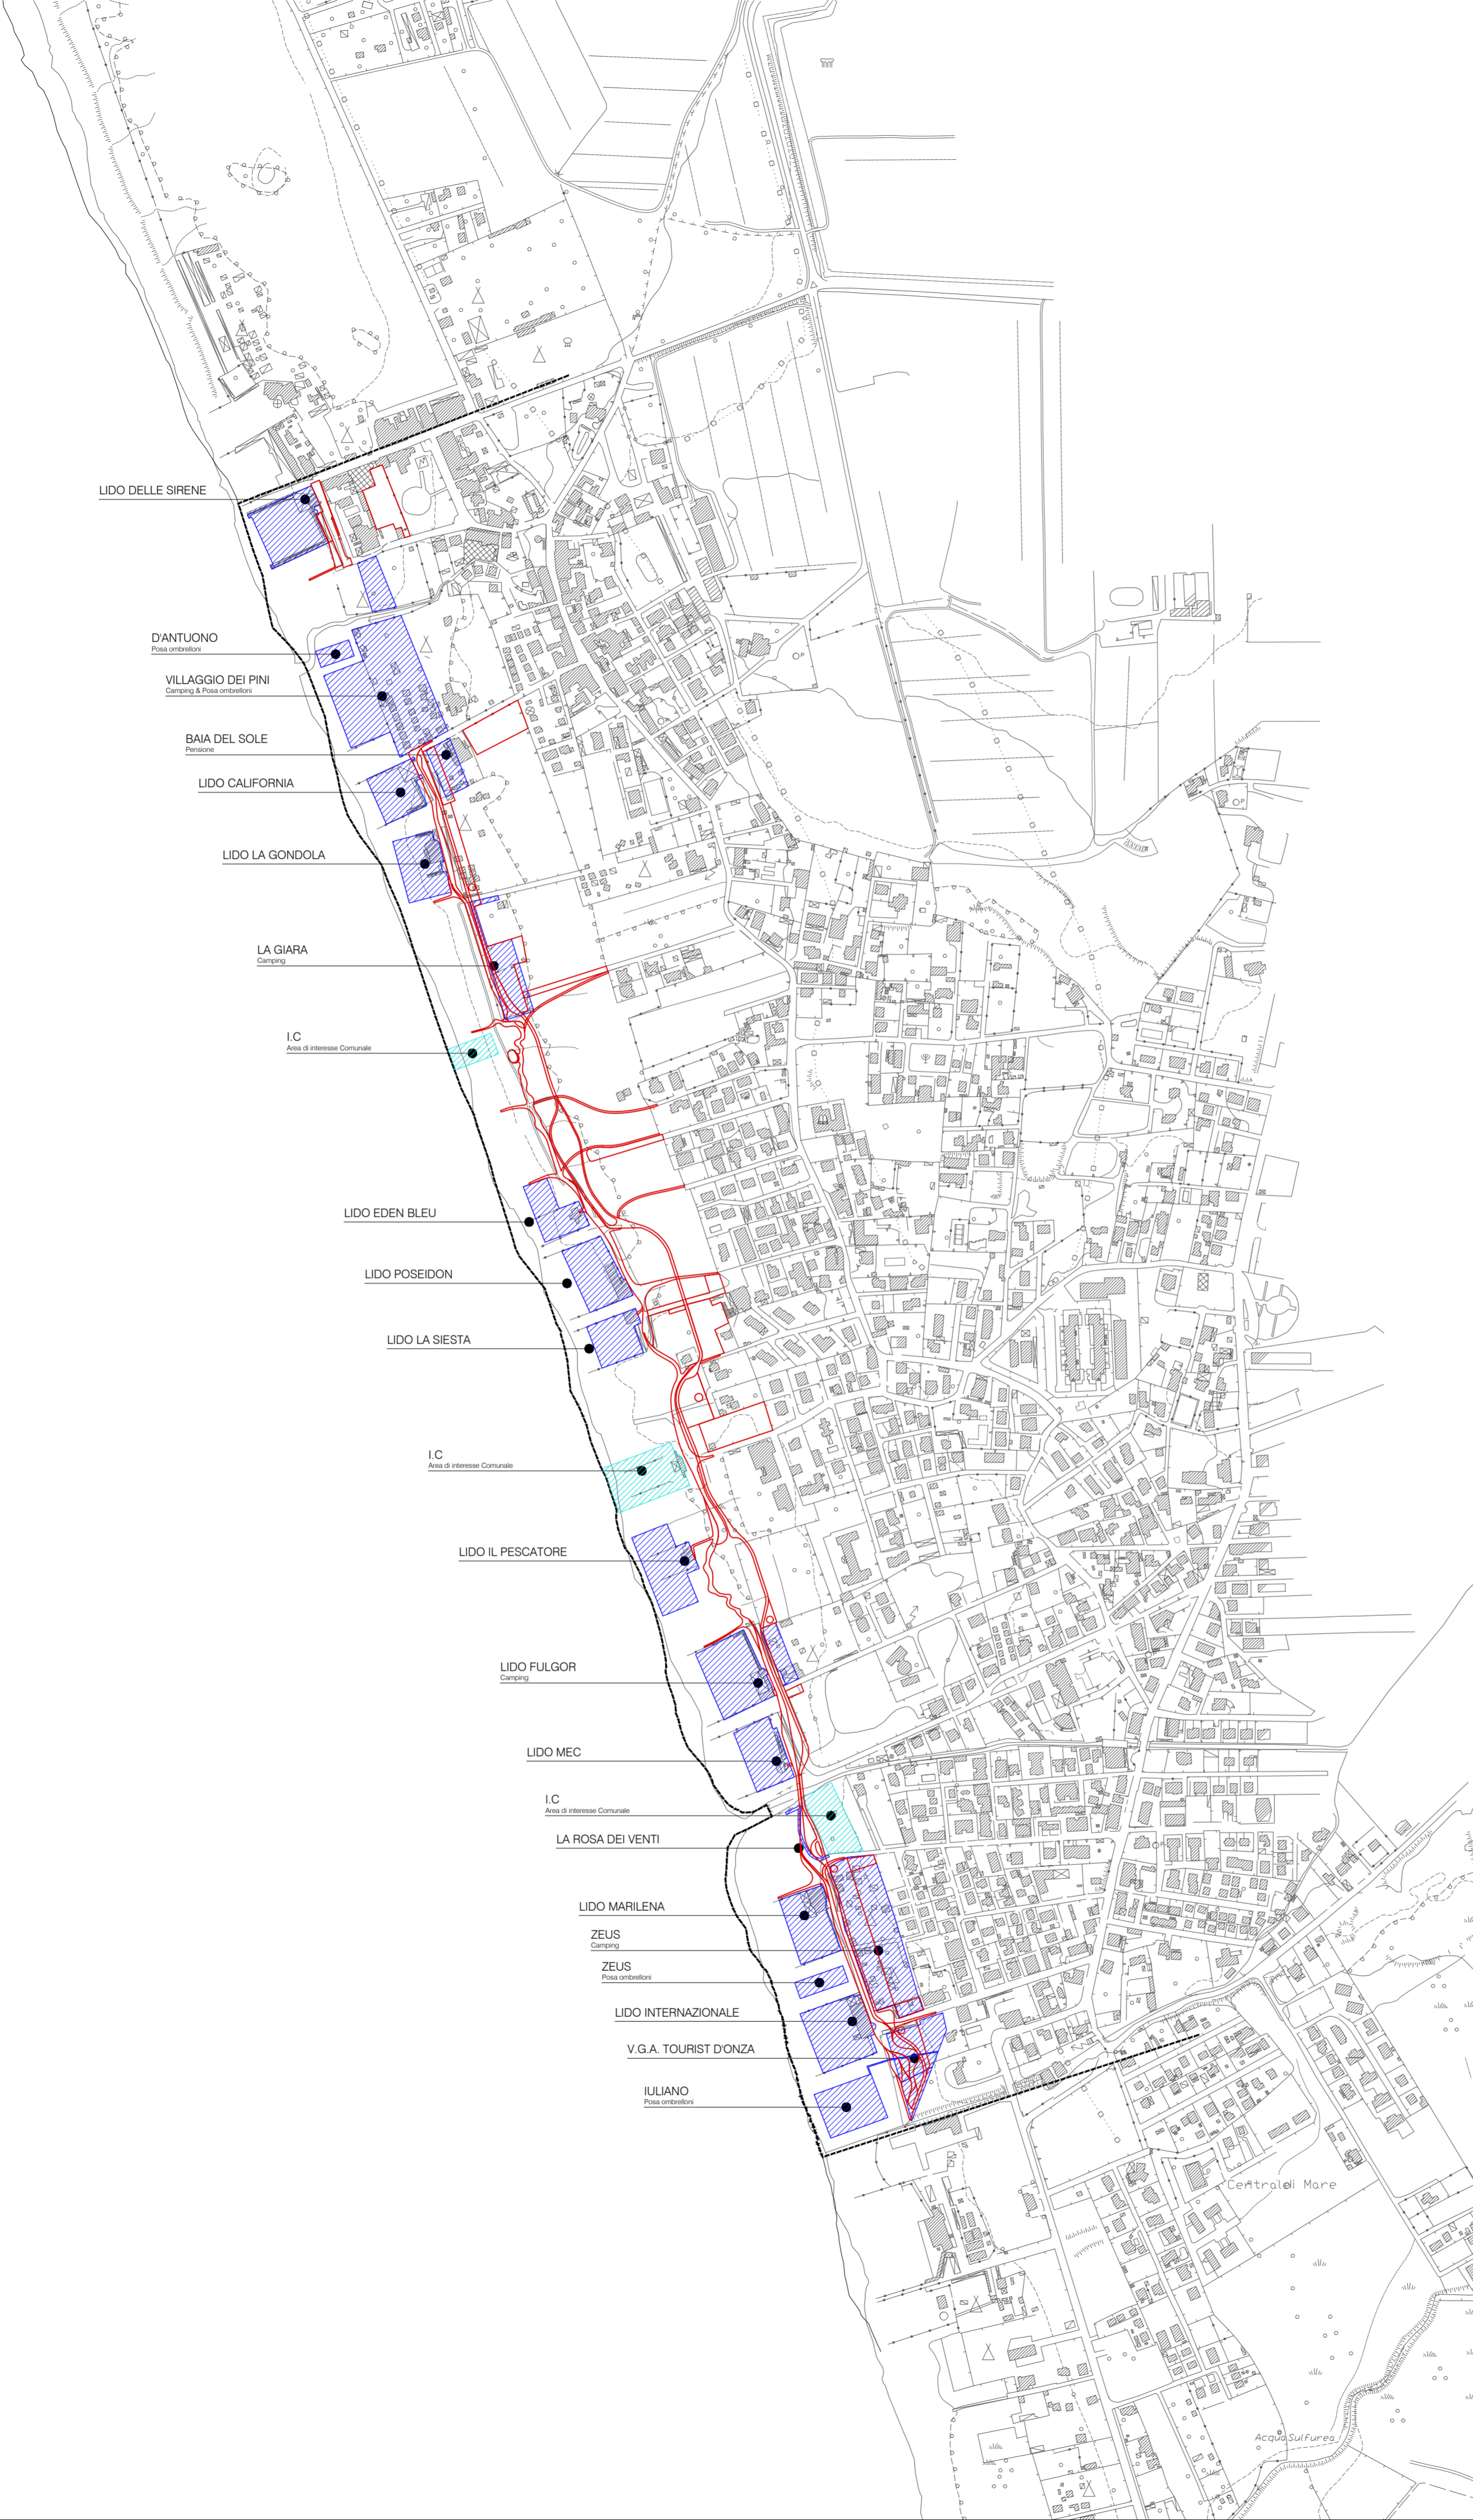 LIDO DELLE SIRENE
D'ANTUONO
Posa ombrelloni
VILLAGGIO DEI PINI
Camping & Posa ombrelloni
BAIA DEL SOLE
Pensione
LIDO CALIFORNIA
LIDO LA GONDOLA
LA GIARA
Camping
I.C
Area di interesse Comunale
LIDO EDEN BLEU
LIDO POSEIDON
LIDO LA SIESTA
I.C
Area di interesse Comunale
LIDO IL PESCATORE
LIDO FULGOR
Camping
LIDO MEC
I.C
Area di interesse Comunale
LA ROSA DEI VENTI
LIDO MARILENA
ZEUS
Camping
ZEUS
Posa ombrelloni
LIDO INTERNAZIONALE
V.G.A. TOURIST D'ONZA
IULIANO
Posa ombrelloni
P
P
P
P
Mare
Acqua Sulfurea